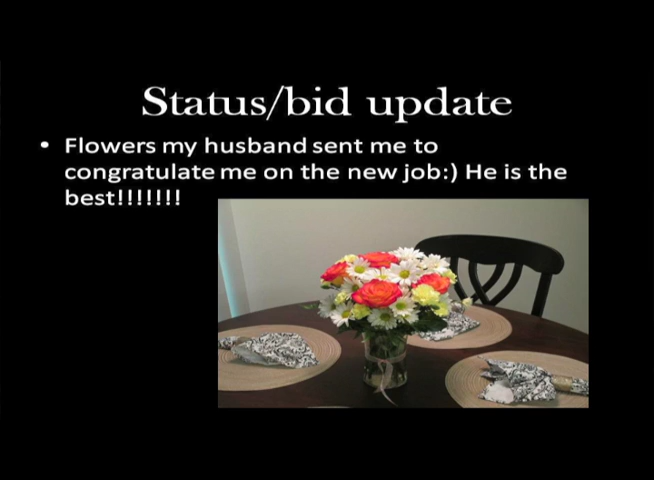 Status/bid update
• Flowers my husband sent me to
congratulate me on the new job:) He is the
best!!!!!!!